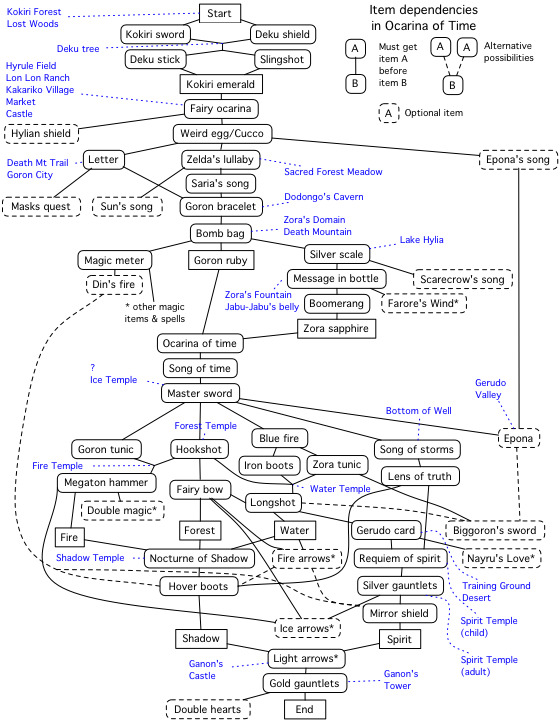 Item dependencies
in Ocarina of Time
A
B
Must get
item A
before
item B
A
A
B
Alternative
possibilities
A
Optional item
Kokiri Forest
Lost Woods
Start
Kokiri sword
Deku shield
Deku tree
Deku stick
Slingshot
Kokiri emerald
Hyrule Field
Lon Lon Ranch
Kakariko Village
Market
Castle
Fairy ocarina
Hylian shield
Weird egg/Cucco
Death Mt Trail
Goron City
Letter
Zelda's lullaby
Epona's song
Sacred Forest Meadow
Saria's song
Masks quest
Sun's song
Goron bracelet
Dodongo's Cavern
Bomb bag
Zora's Domain
Death Mountain
Magic meter
Goron ruby
Silver scale
Lake Hylia
Din's fire
Message in bottle
Scarecrow's song
* other magic
items & spells
Zora's Fountain
Jabu-Jabu's belly
Boomerang
Farore's Wind*
Zora sapphire
Ocarina of time
Song of time
?
Ice Temple
Master sword
Gerudo
Valley
Bottom of Well
Forest Temple
Epona
Goron tunic
Hookshot
Blue fire
Song of storms
Fire Temple
Iron boots
Zora tunic
Megaton hammer
Lens of truth
Fairy bow
Water Temple
Double magic*
Longshot
Fire
Forest
Water
Gerudo card
Biggoron's sword
Shadow Temple
Nocturne of Shadow
Fire arrows*
Requiem of spirit
Nayru's Love*
Hover boots
Silver gauntlets
Training Ground
Desert
Ice arrows*
Mirror shield
Spirit Temple
(child)
Shadow
Spirit
Spirit Temple
(adult)
Ganon's
Castle
Light arrows*
Gold gauntlets
Ganon's
Tower
Double hearts
End